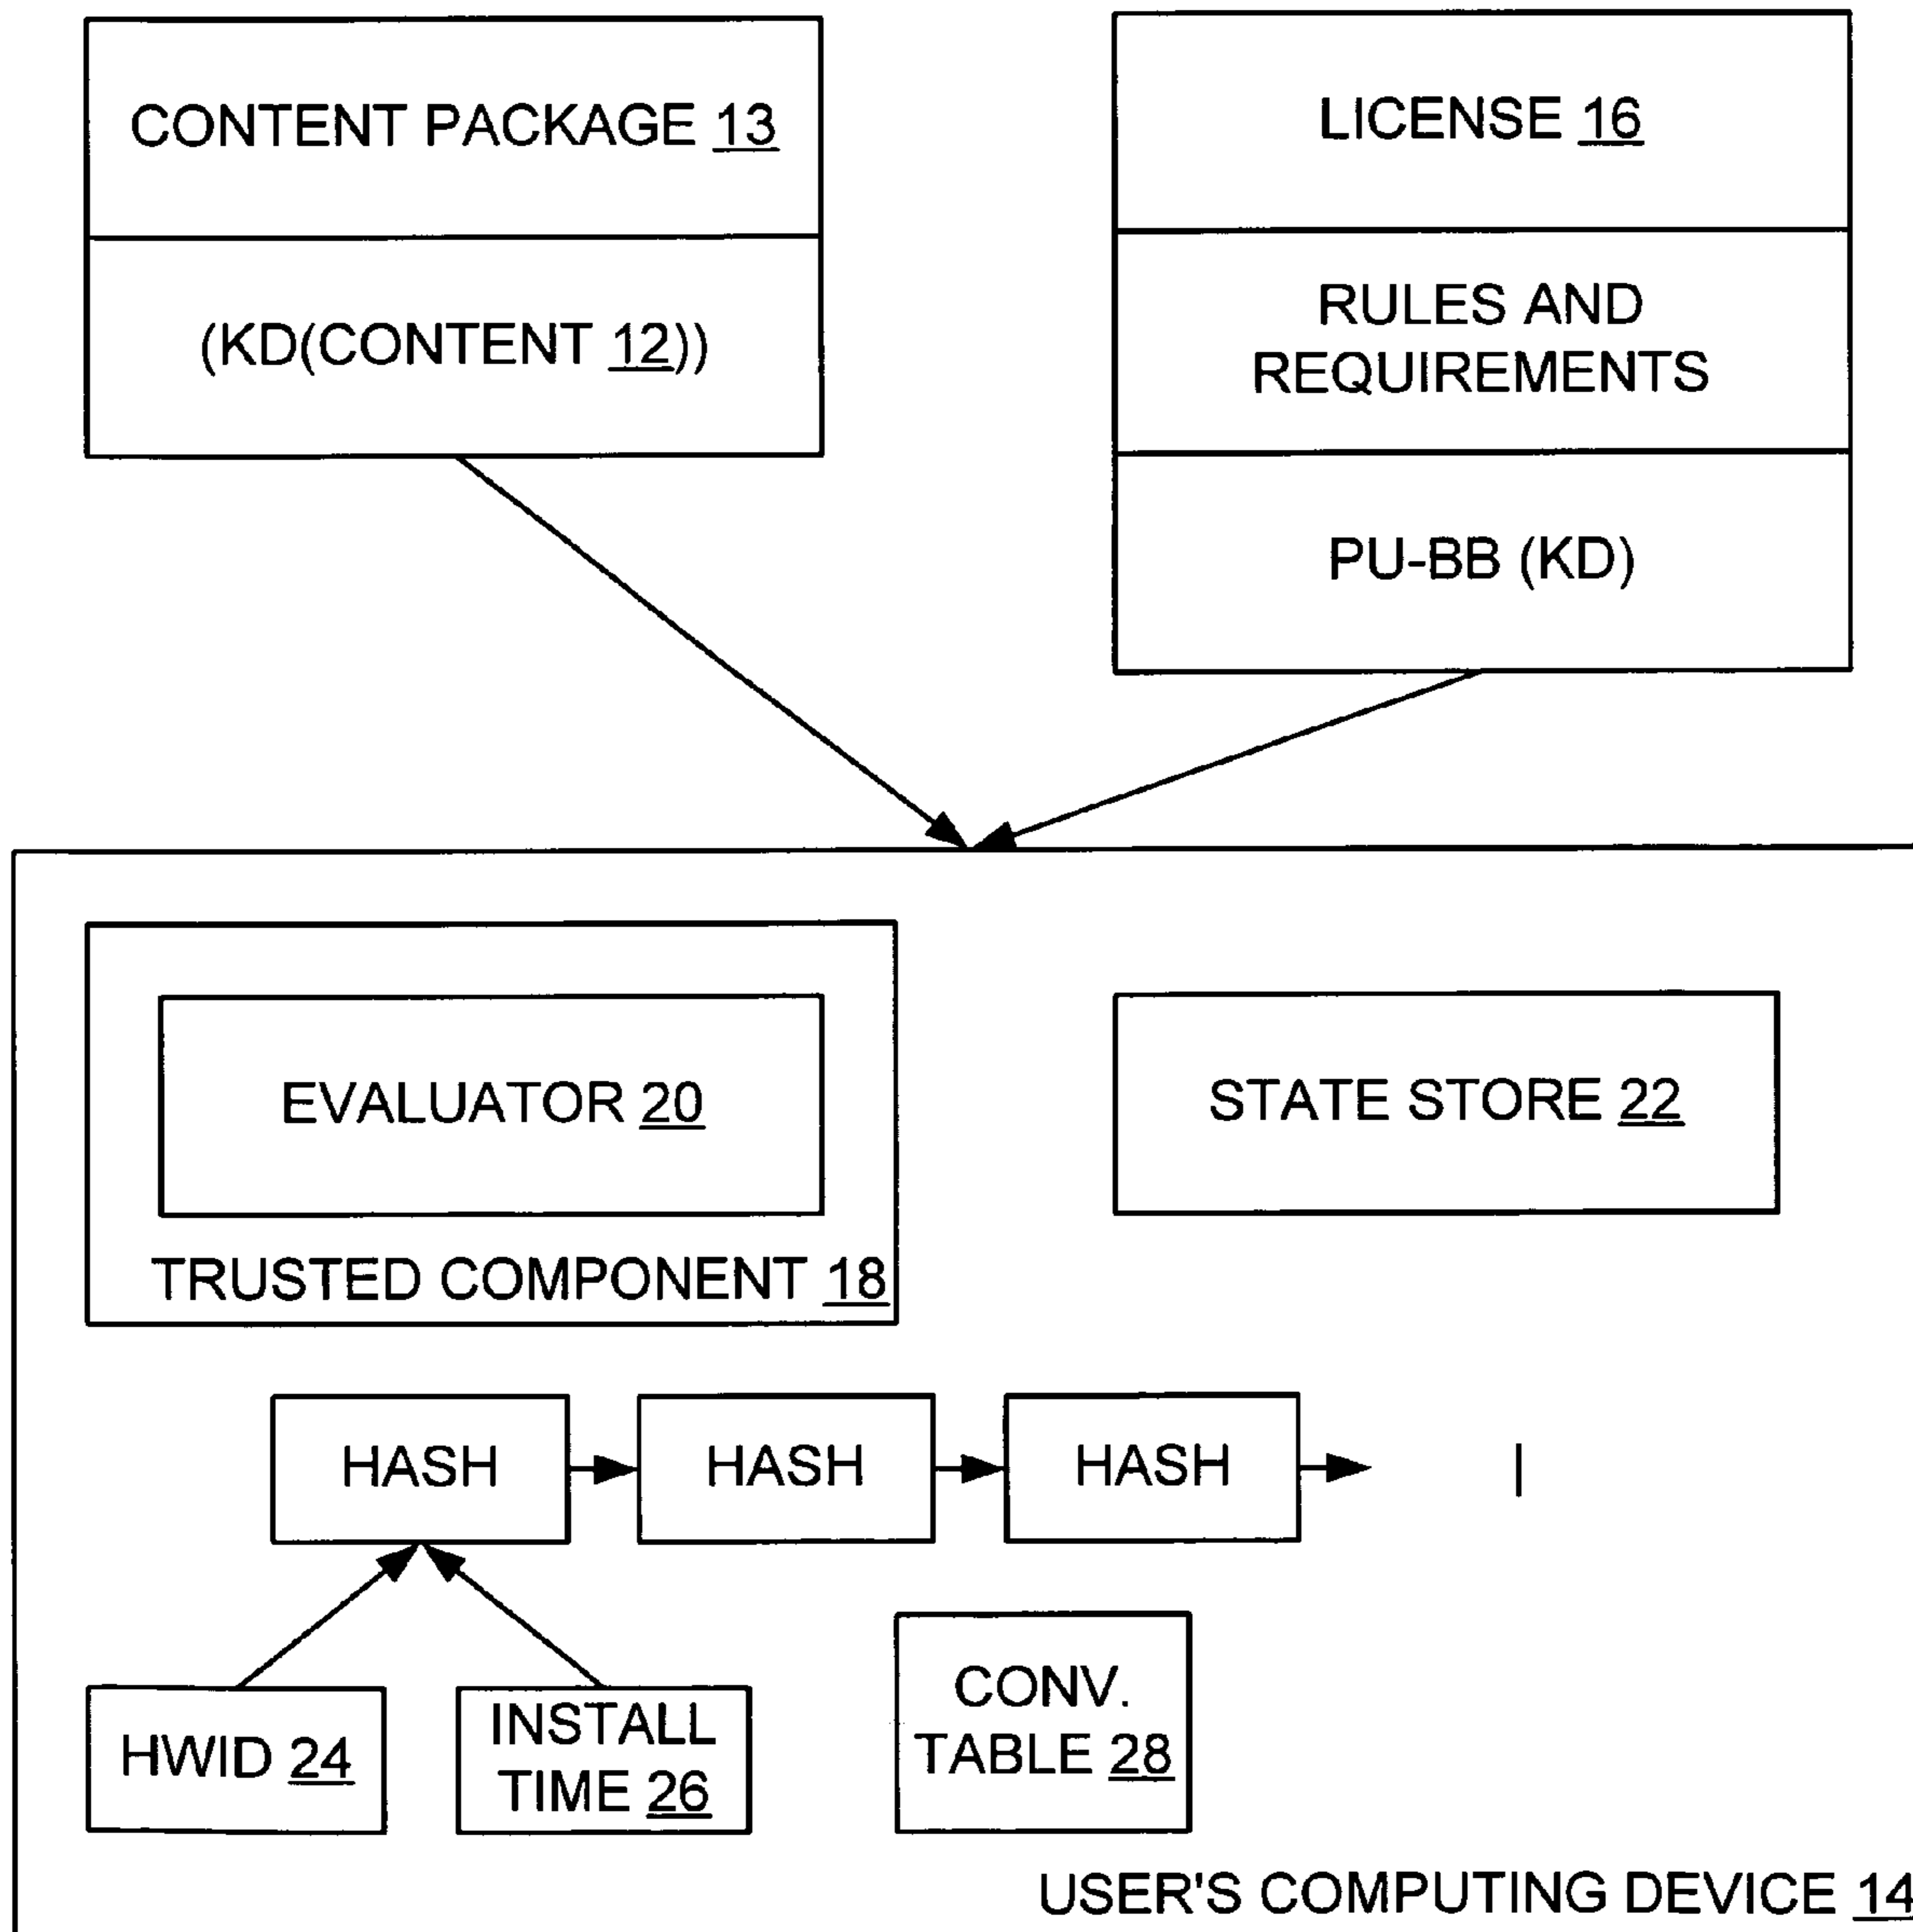 CONTENT PACKAGE 13
(KD(CONTENT 12))
LICENSE 16
RULES AND
REQUIREMENTS
PU-BB (KD)
EVALUATOR 20
TRUSTED COMPONENT 18
STATE STORE 22
HASH
HASH
HASH
I
HWID 24
INSTALL
TIME 26
CONV.
TABLE 28
USER'S COMPUTING DEVICE 14